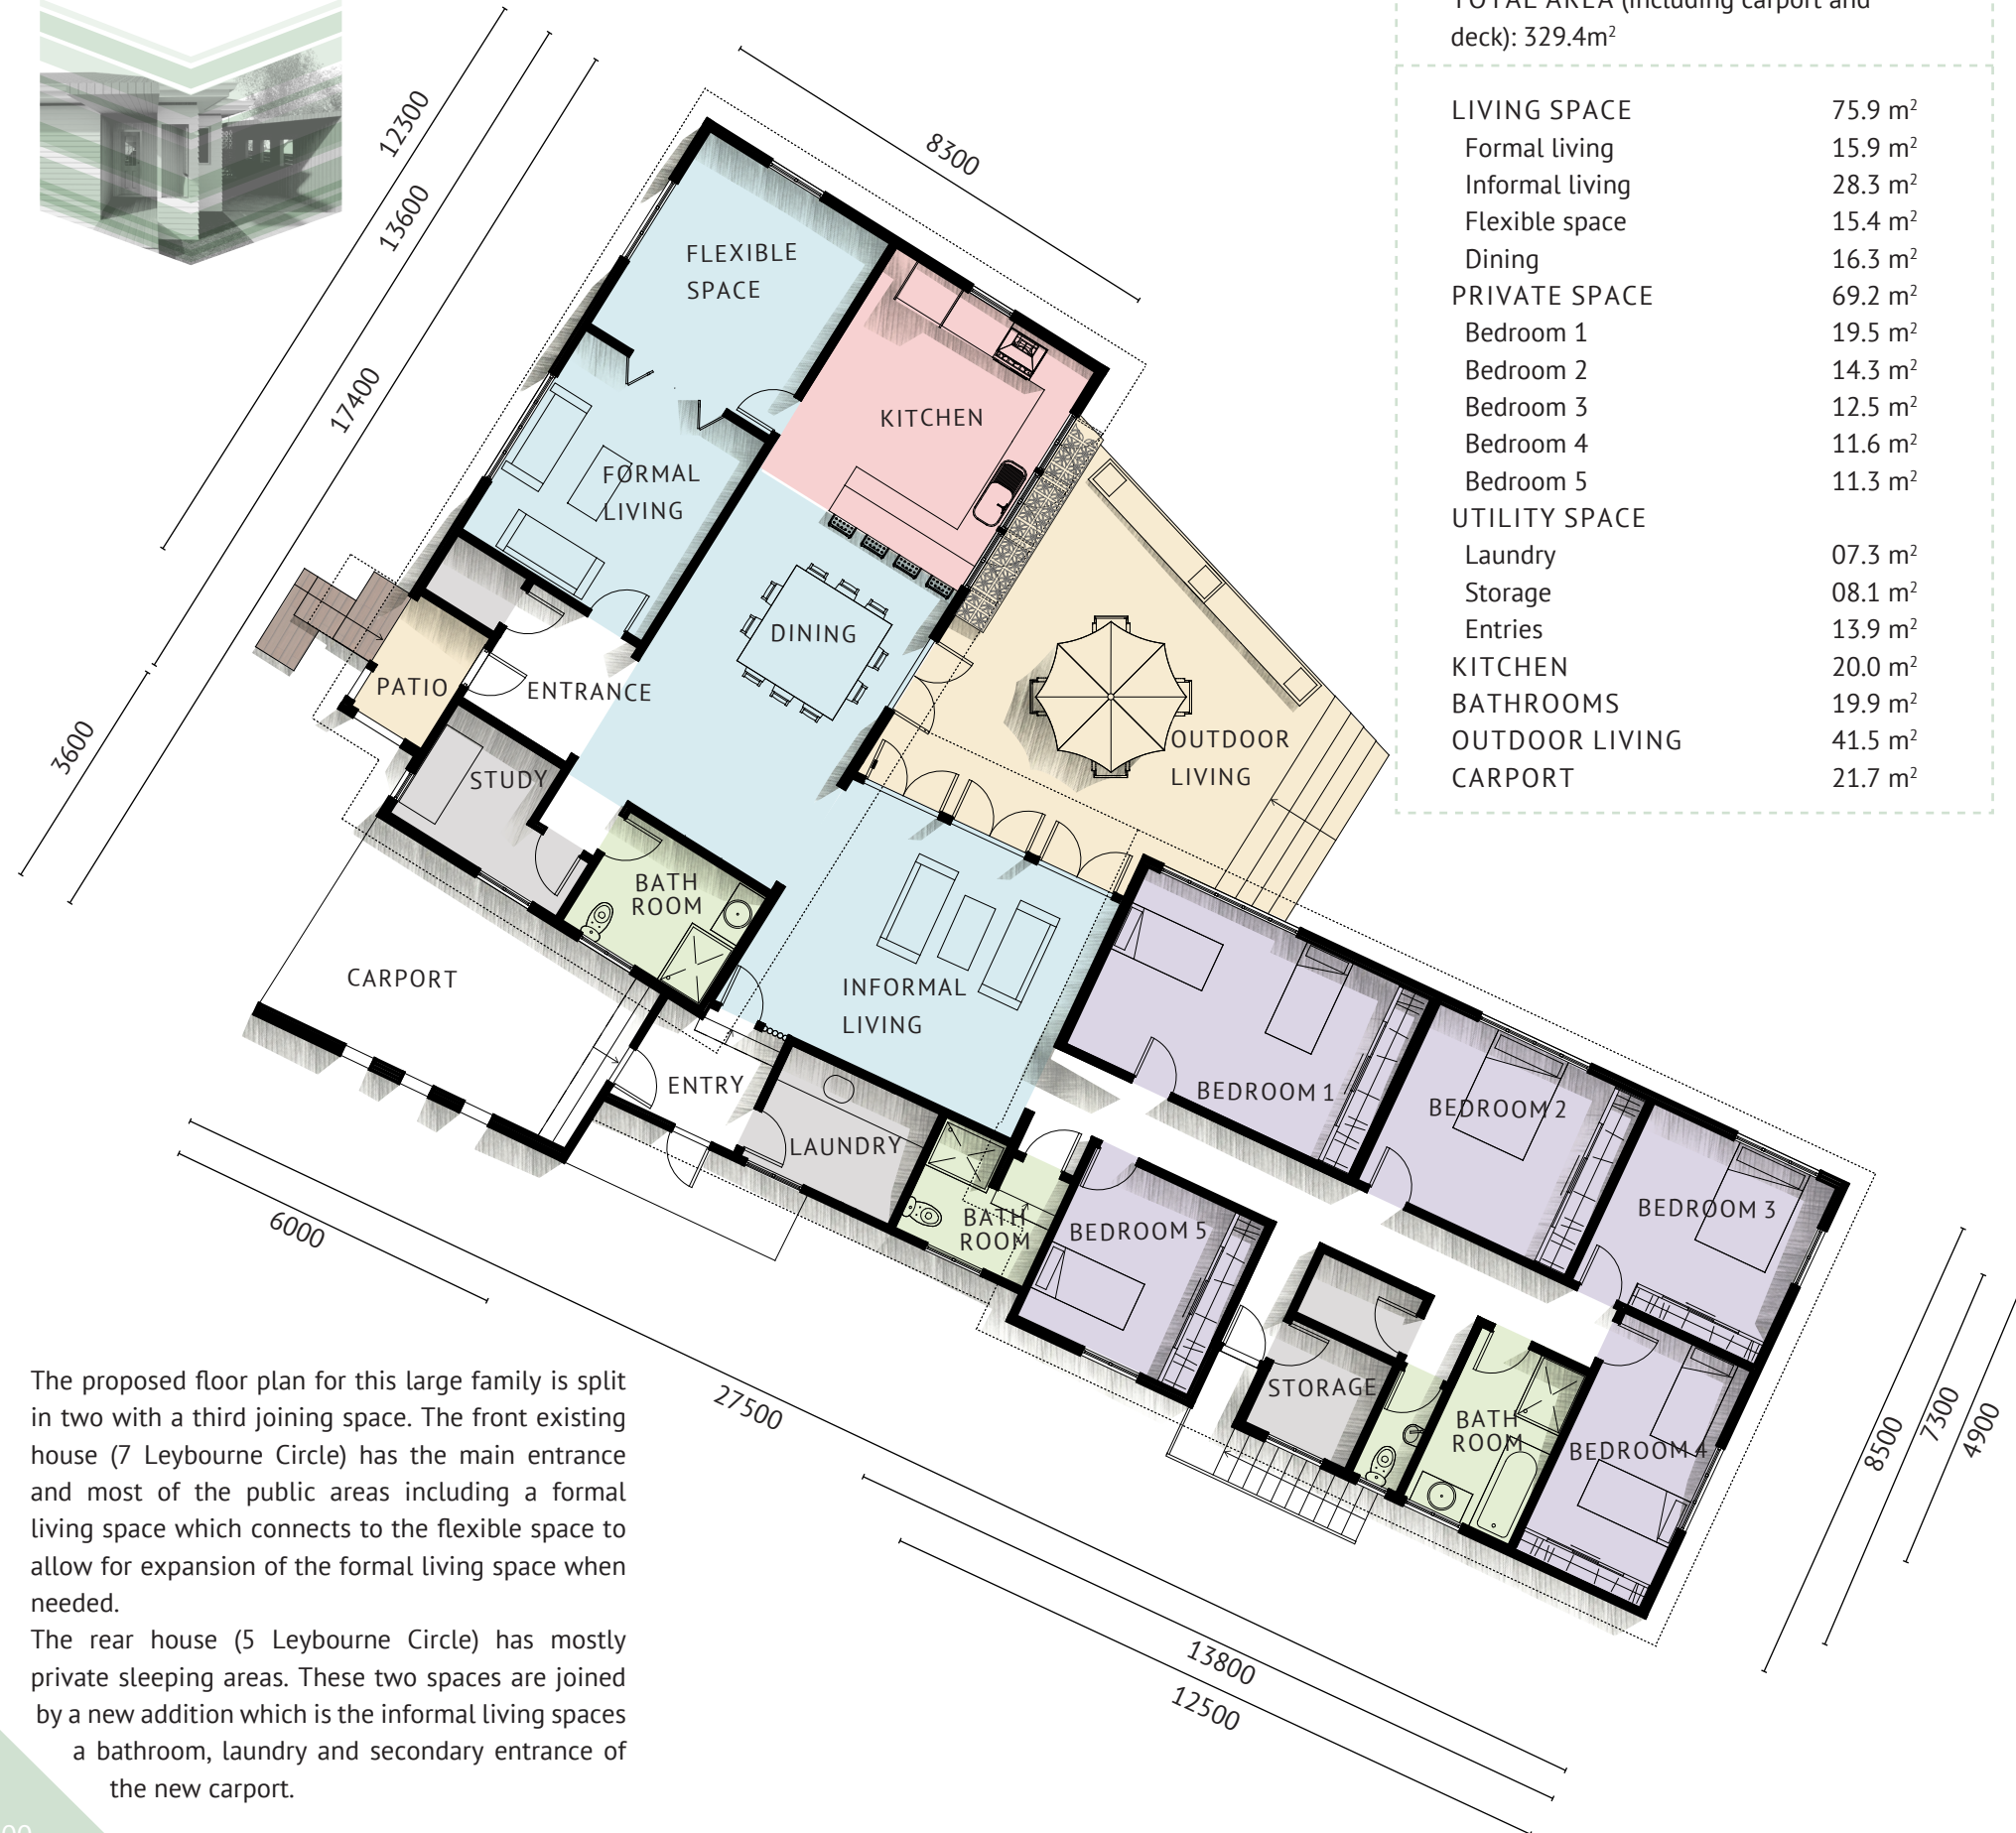 TOTAL AREA (including carport and
deck): 329.4m²
LIVING SPACE 75.9 m²
Formal living 15.9 m²
Informal living 28.3 m²
Flexible space 15.4 m²
Dining 16.3 m²
PRIVATE SPACE 69.2 m²
Bedroom 1 19.5 m²
Bedroom 2 14.3 m²
Bedroom 3 12.5 m²
Bedroom 4 11.6 m²
Bedroom 5 11.3 m²
UTILITY SPACE
Laundry 07.3 m²
Storage 08.1 m²
Entries 13.9 m²
KITCHEN 20.0 m²
BATHROOMS 19.9 m²
OUTDOOR LIVING 41.5 m²
CARPORT 21.7 m²
12300
13600
17400
3600
8300
FLEXIBLE
SPACE
KITCHEN
FORMAL
LIVING
DINING
PATIO
ENTRANCE
STUDY
OUTDOOR
LIVING
BATH
ROOM
CARPORT
INFORMAL
LIVING
ENTRY
LAUNDRY
BATH
ROOM
BEDROOM 1
BEDROOM 2
BEDROOM 3
BEDROOM 5
STORAGE
BATH
ROOM
BEDROOM 4
6000
27500
13800
12500
8500
7300
4900
The proposed floor plan for this large family is split
in two with a third joining space. The front existing
house (7 Leybourne Circle) has the main entrance
and most of the public areas including a formal
living space which connects to the flexible space to
allow for expansion of the formal living space when
needed.
The rear house (5 Leybourne Circle) has mostly
private sleeping areas. These two spaces are joined
by a new addition which is the informal living spaces
a bathroom, laundry and secondary entrance of
the new carport.